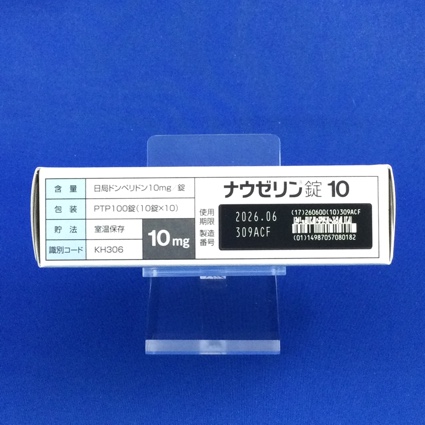 含　量 日局ドンペリドン10mg　錠
包　装 PTP100錠(10錠×10)
貯　法 室温保存
識別コード KH306
10mg
ナウゼリン錠 10
使用期限 2026.06
製造番号 309ACF
(17)260600(10)309ACF
(01)14987057080182